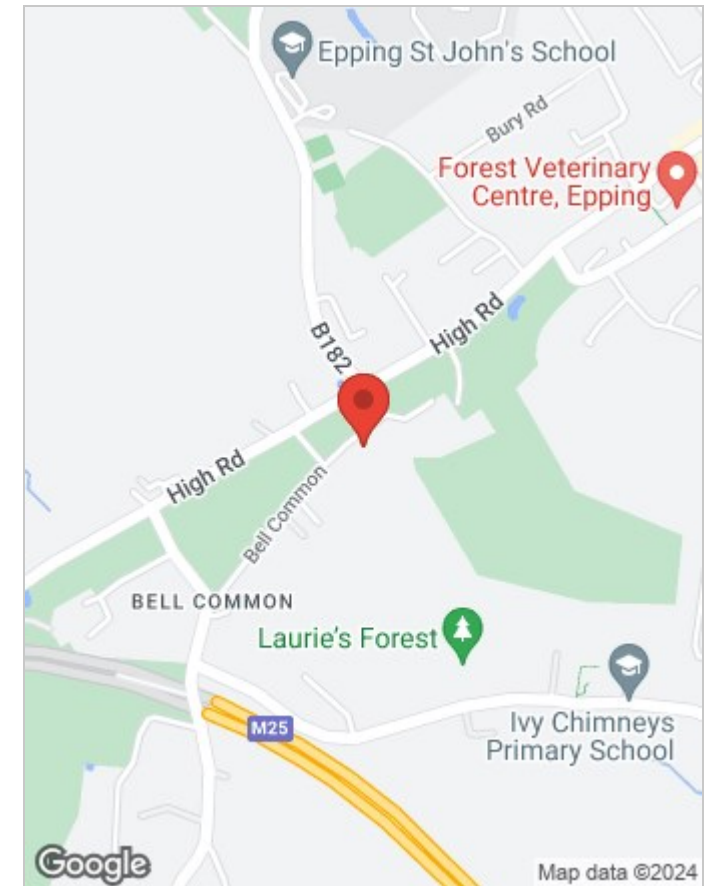 Epping St John's School
Bury Rd
Forest Veterinary
Centre, Epping
High Rd
B182
High Rd
Bell Common
BELL COMMON
Laurie's Forest
Ivy Chimneys
Primary School
M25
Google
Map data ©2024